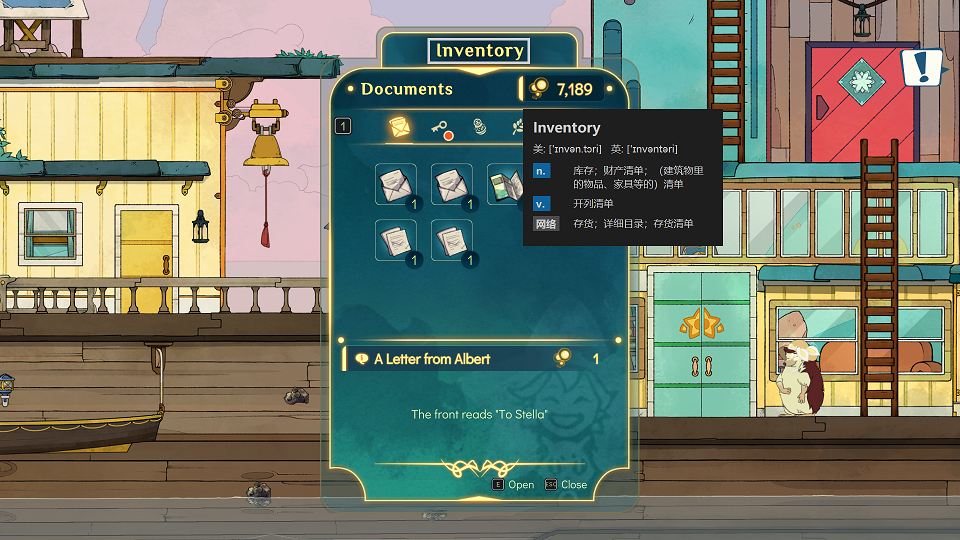 Inventory
Documents
7,189
1
Inventory
美: ['ɪnvən.tɔri] 英: ['ɪnvəntəri]
n. 库存；财产清单；（建筑物里的物品、家具等的）清单
v. 开列清单
网络 存货；详细目录；存货清单
1
1
1
1
A Letter from Albert 1
The front reads "To Stella"
E Open ESC Close